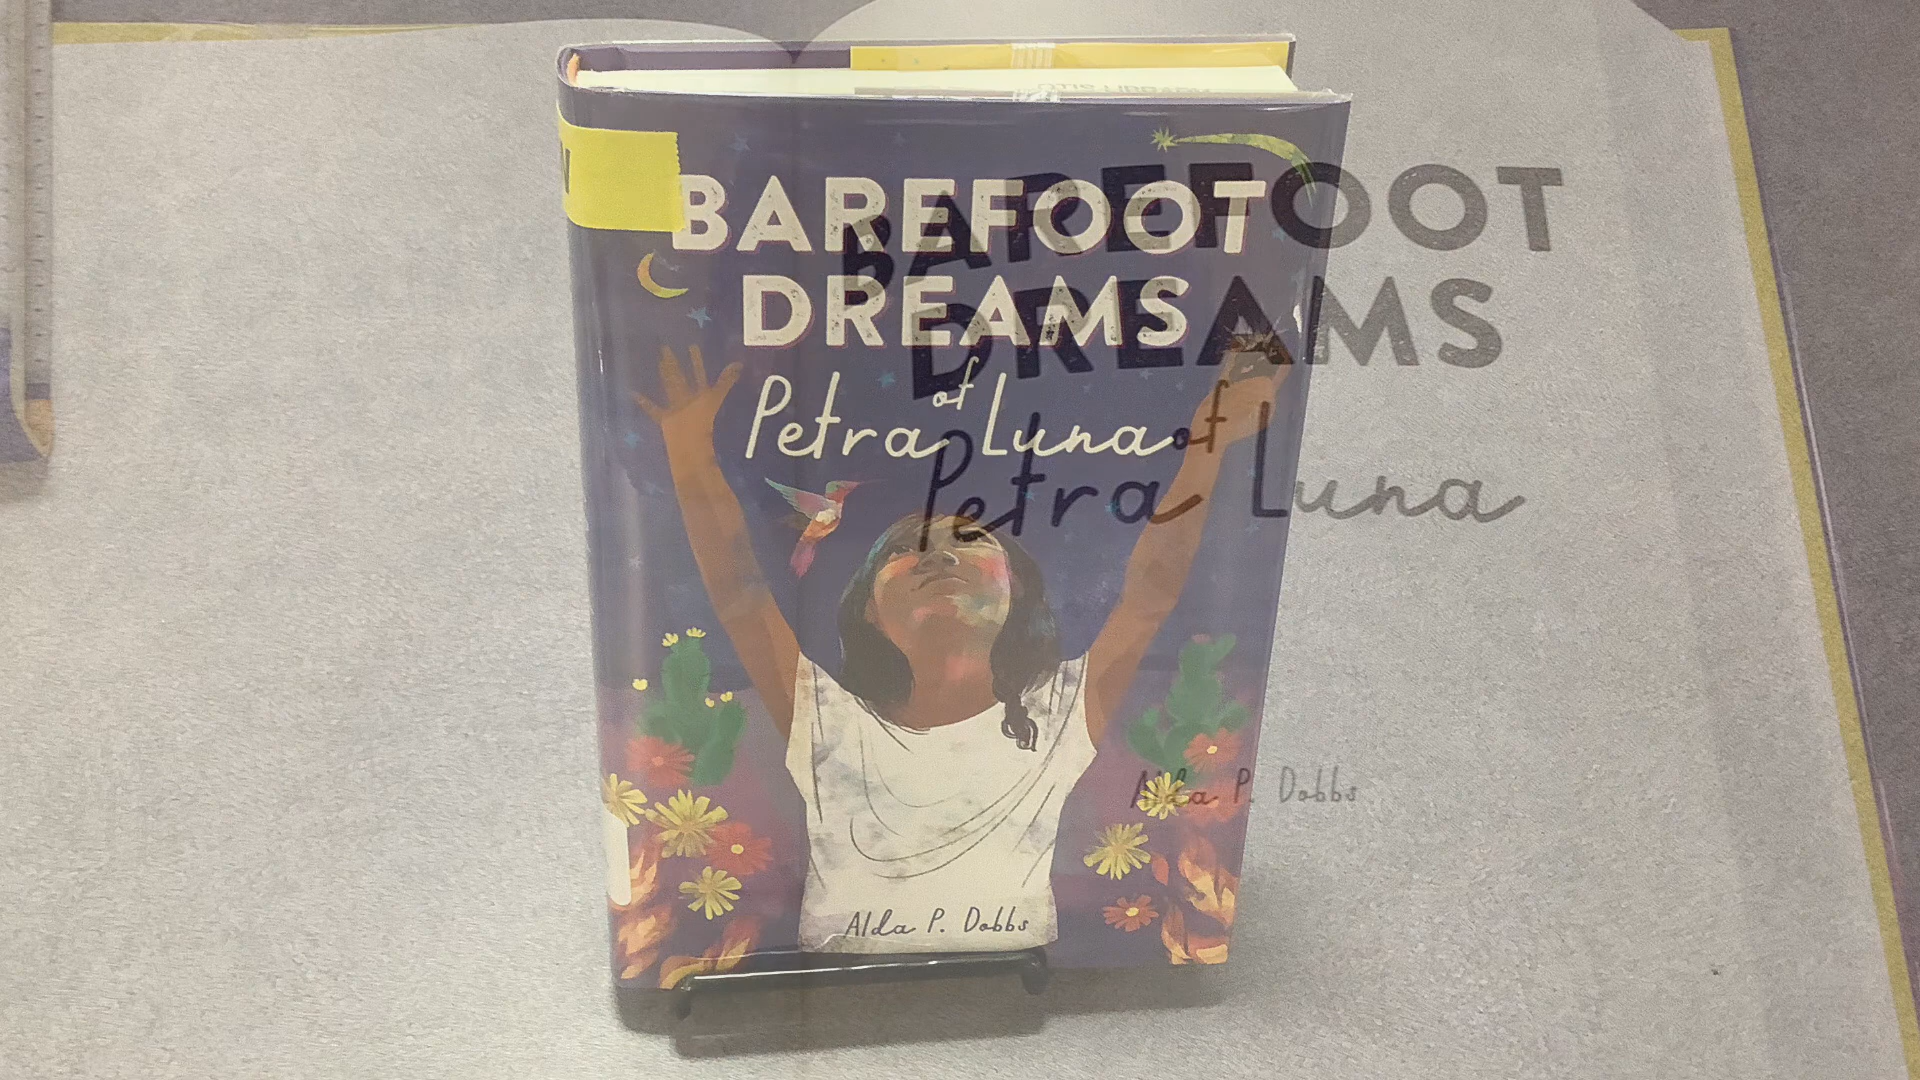 BAREFOOT
DREAMS
of
Petra Luna
Alda P. Dobbs
BAREFOOT
DREAMS
of
Petra Luna
Alda P. Dobbs